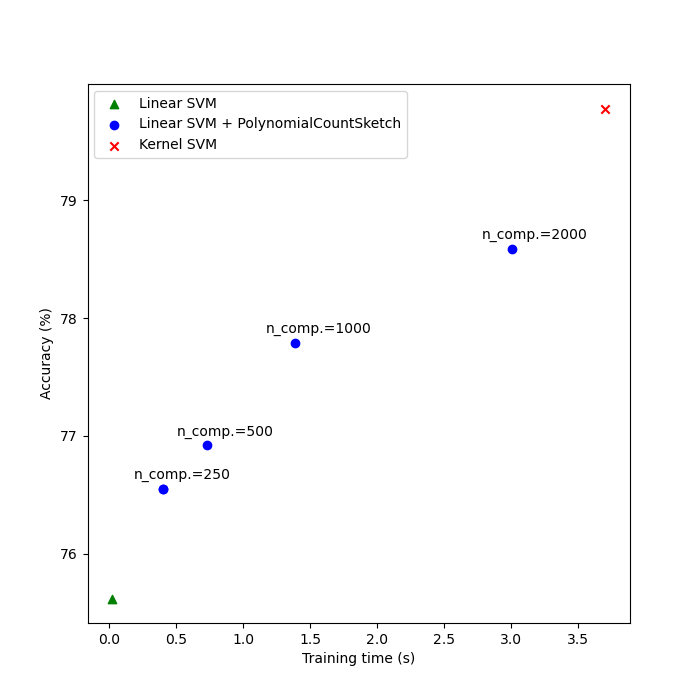 Linear SVM
Linear SVM + PolynomialCountSketch
Kernel SVM
79
78
77
76
Accuracy (%)
n_comp.=2000
n_comp.=1000
n_comp.=500
n_comp.=250
0.0 0.5 1.0 1.5 2.0 2.5 3.0 3.5
Training time (s)